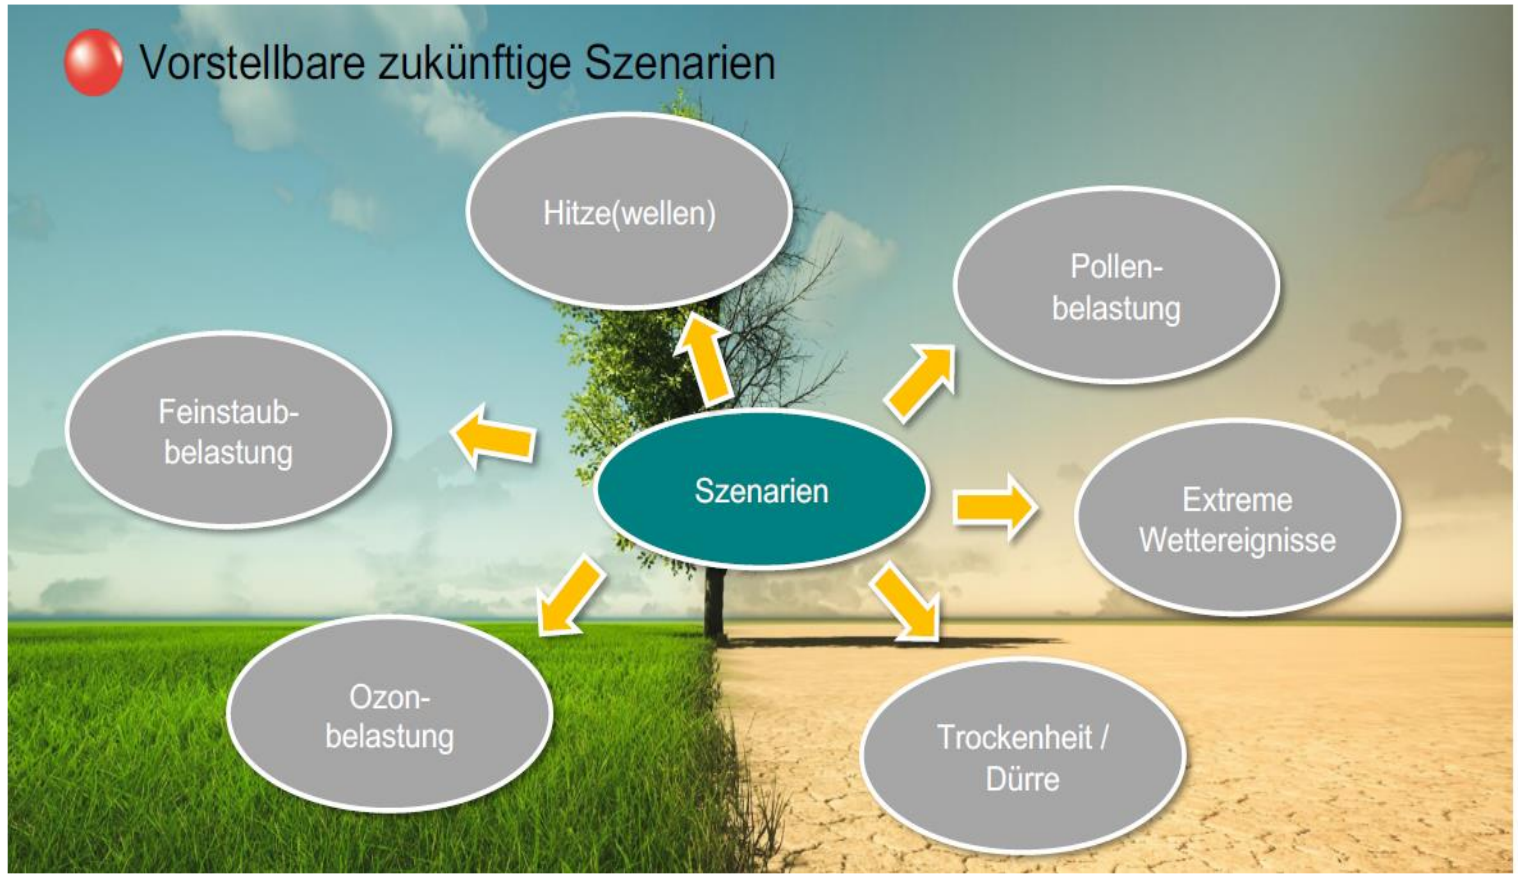 Vorstellbare zukünftige Szenarien
Hitze(wellen)
Pollen-
belastung
Feinstaub-
belastung
Szenarien
Extreme
Wettereignisse
Ozon-
belastung
Trockenheit /
Dürre